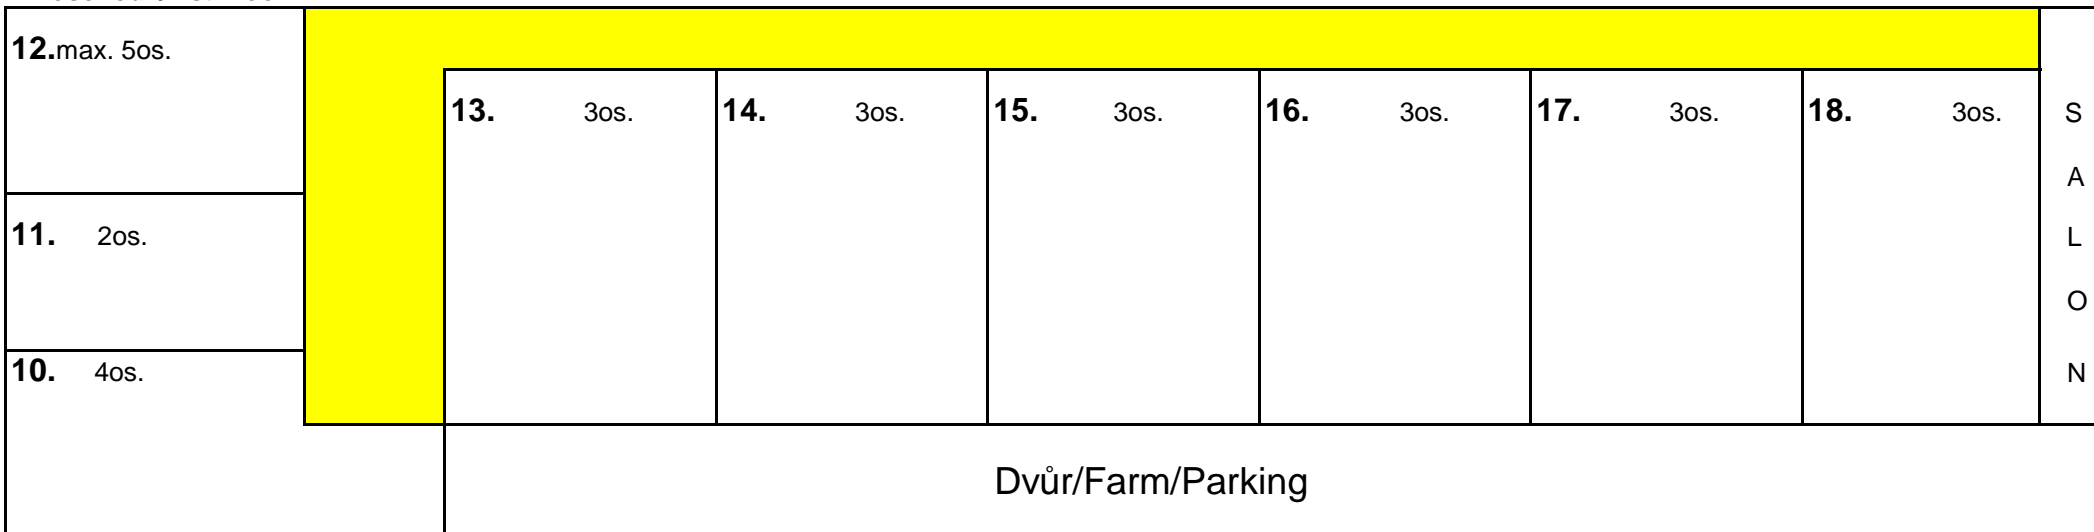 12.max. 5os.
13. 3os. 14. 3os. 15. 3os. 16. 3os. 17. 3os. 18. 3os.
11. 2os.
10. 4os.
S
A
L
O
N
Dvůr/Farm/Parking